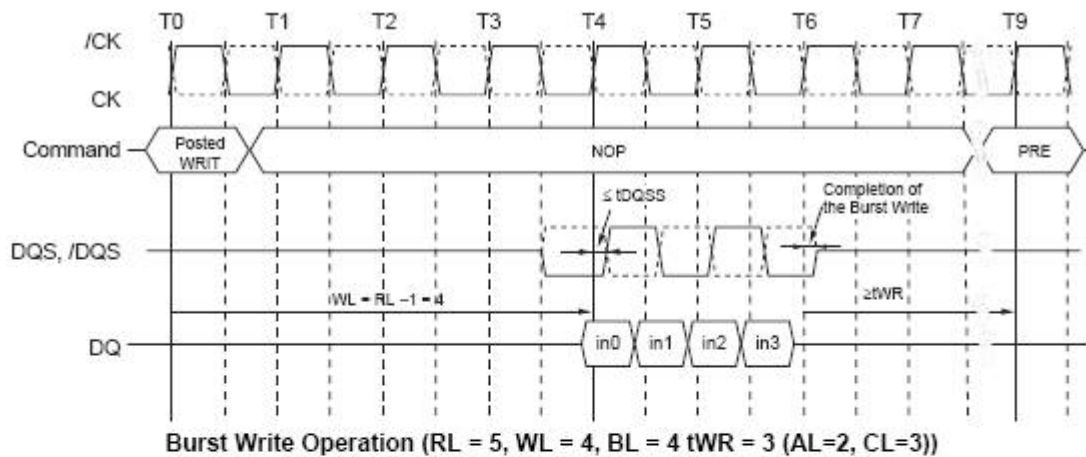 T0 T1 T2 T3 T4 T5 T6 T7 T9
/CK
CK
Command
Posted
WRIT
NOP
PRE
≤ tDQSS
Completion of
the Burst Write
DQS, /DQS
WL = RL −1 = 4
≥tWR
DQ
in0 in1 in2 in3
Burst Write Operation (RL = 5, WL = 4, BL = 4 tWR = 3 (AL=2, CL=3))